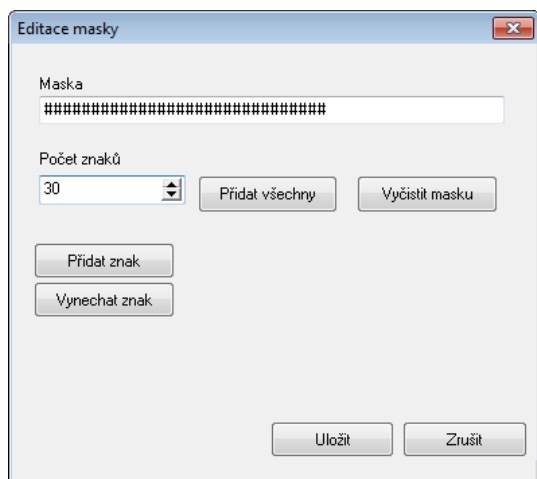 Editace masky
Maska
##############################
Počet znaků
30
Přidat všechny
Vyčistit masku
Přidat znak
Vynechat znak
Uložit
Zrušit